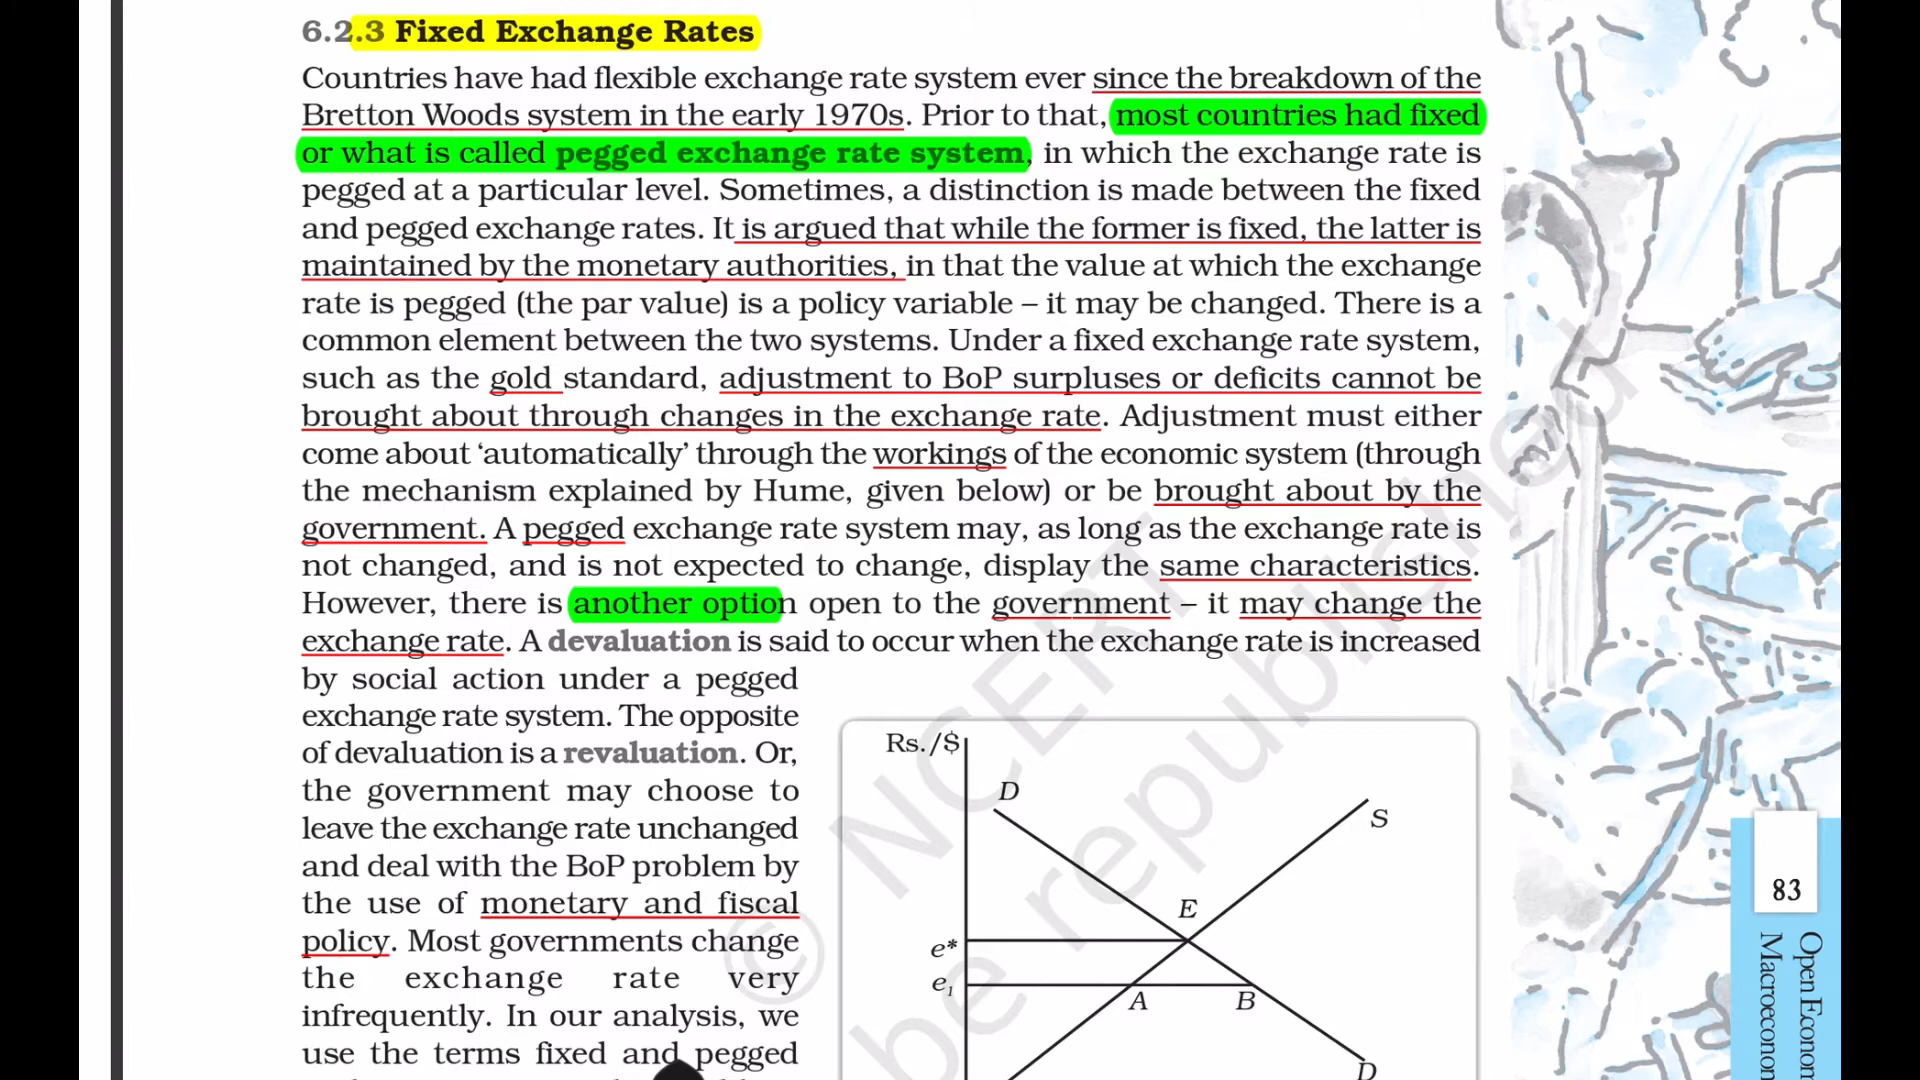 6.2.3 Fixed Exchange Rates
Countries have had flexible exchange rate system ever since the breakdown of the
Bretton Woods system in the early 1970s. Prior to that, most countries had fixed
or what is called pegged exchange rate system, in which the exchange rate is
pegged at a particular level. Sometimes, a distinction is made between the fixed
and pegged exchange rates. It is argued that while the former is fixed, the latter is
maintained by the monetary authorities, in that the value at which the exchange
rate is pegged (the par value) is a policy variable – it may be changed. There is a
common element between the two systems. Under a fixed exchange rate system,
such as the gold standard, adjustment to BoP surpluses or deficits cannot be
brought about through changes in the exchange rate. Adjustment must either
come about ‘automatically’ through the workings of the economic system (through
the mechanism explained by Hume, given below) or be brought about by the
government. A pegged exchange rate system may, as long as the exchange rate is
not changed, and is not expected to change, display the same characteristics.
However, there is another option open to the government – it may change the
exchange rate. A devaluation is said to occur when the exchange rate is increased
by social action under a pegged
exchange rate system. The opposite
of devaluation is a revaluation. Or,
the government may choose to
leave the exchange rate unchanged
and deal with the BoP problem by
the use of monetary and fiscal
policy. Most governments change
the exchange rate very
infrequently. In our analysis, we
use the terms fixed and pegged
Rs./$
D
S
E
e*
e1
A
B
D
© NCERT
be republished
83
Open Econom
Macroeconom